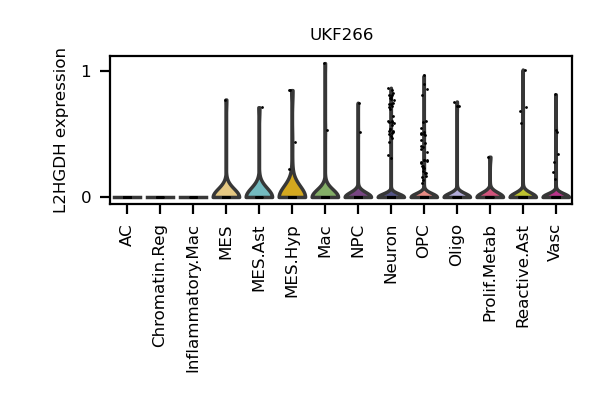 UKF266
L2HGDH expression
1
0
AC
Chromatin.Reg
Inflammatory.Mac
MES
MES.Ast
MES.Hyp
Mac
NPC
Neuron
OPC
Oligo
Prolif.Metab
Reactive.Ast
Vasc